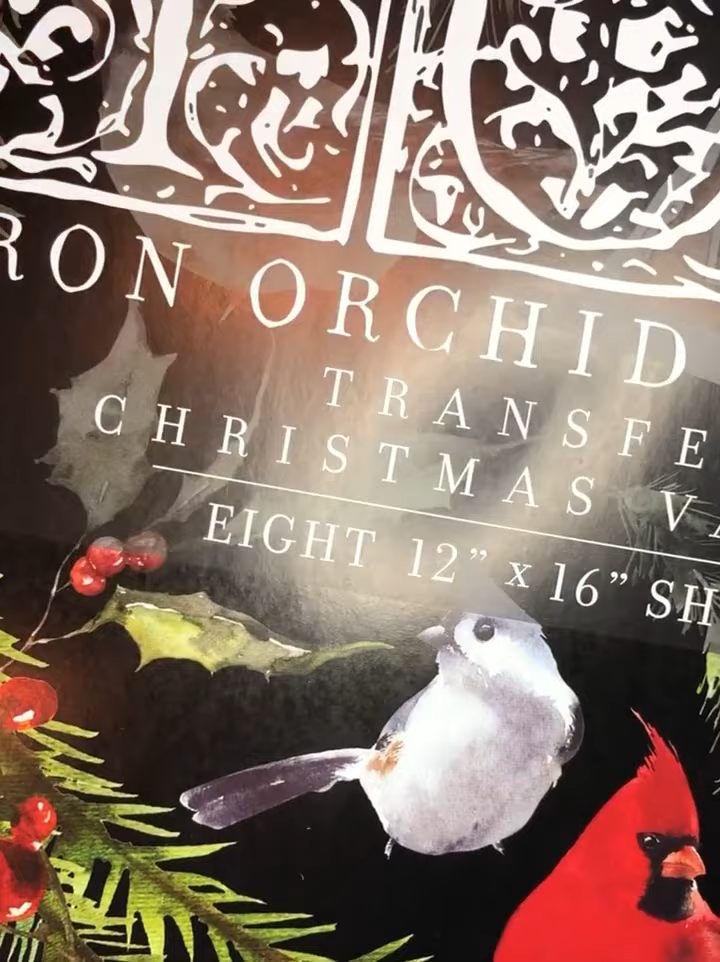 RON ORCHID
TRANSFE
CHRISTMAS VA
EIGHT 12” x 16” SH